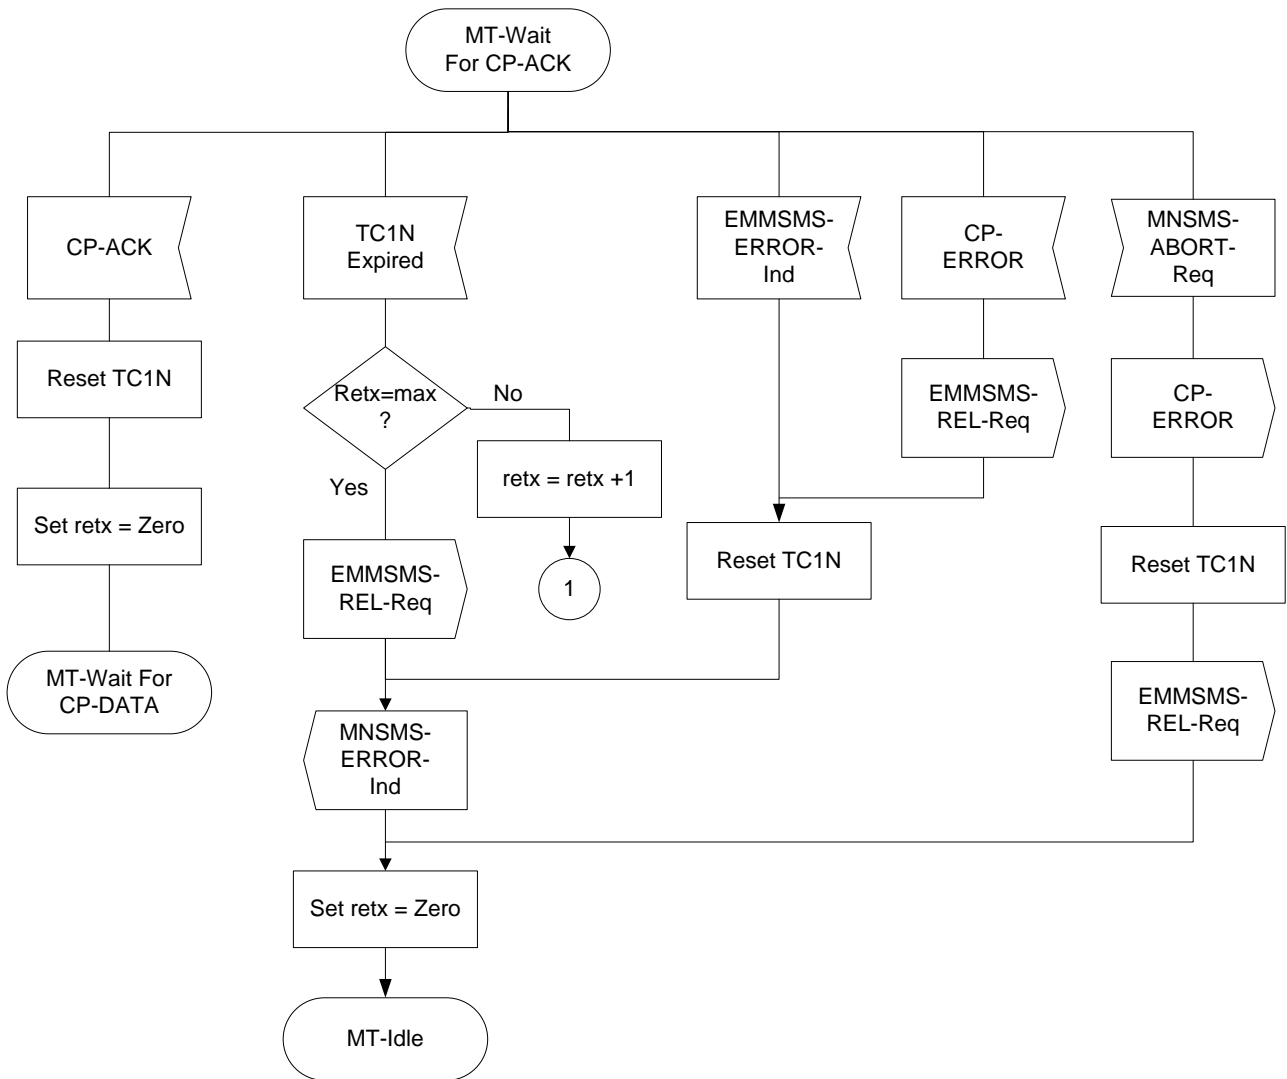 MT-Wait
For CP-ACK
CP-ACK
TC1N
Expired
EMMSMS-
ERROR-
Ind
CP-
ERROR
MNSMS-
ABORT-
Req
Reset TC1N
Retx=max
?
No
Yes
retx = retx +1
EMMSMS-
REL-Req
CP-
ERROR
Set retx = Zero
EMMSMS-
REL-Req
1
Reset TC1N
Reset TC1N
MT-Wait For
CP-DATA
MNSMS-
ERROR-
Ind
EMMSMS-
REL-Req
Set retx = Zero
MT-Idle